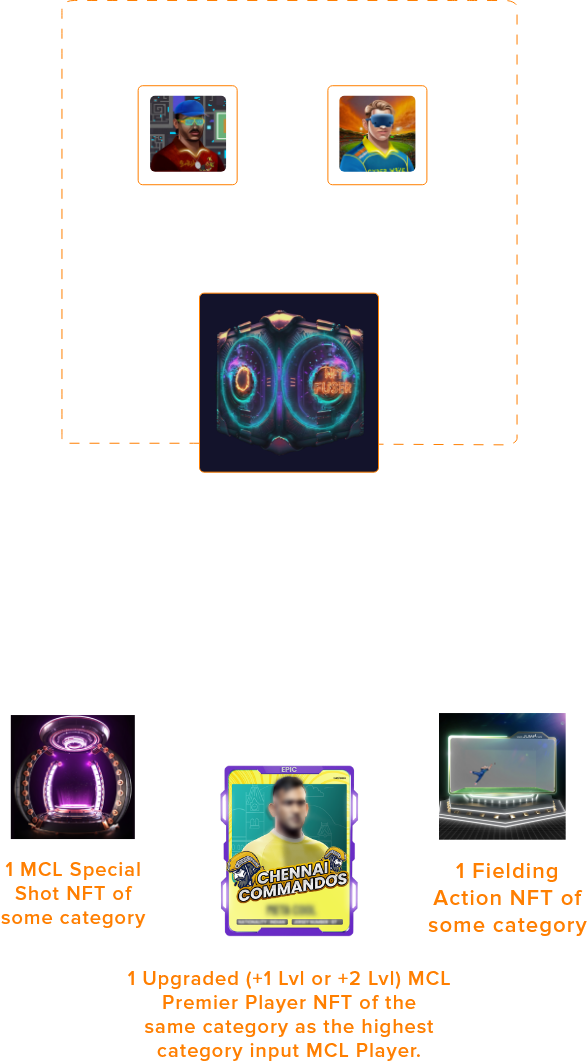 NFT
FUSER
EPIC
CHENNAI
COMMANDOS
1 MCL Special
Shot NFT of
some category
1 Fielding
Action NFT of
some category
1 Upgraded (+1 Lvl or +2 Lvl) MCL
Premier Player NFT of the
same category as the highest
category input MCL Player.